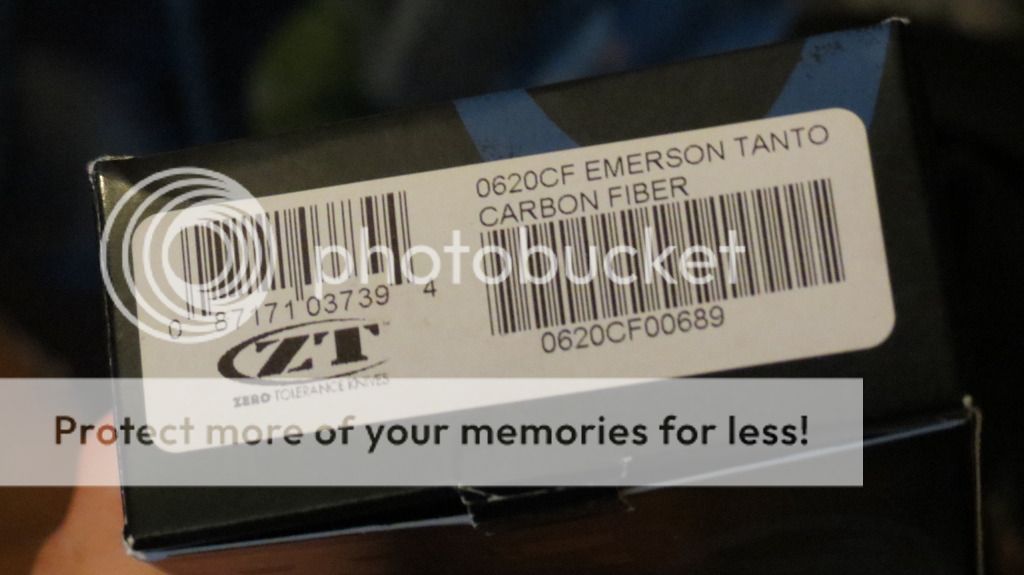 0620CF EMERSON TANTO
CARBON FIBER
0 87171 03739 4
0620CF00689
ZT
ZERO TOLERANCE KNIVES
photobucket
Protect more of your memories for less!